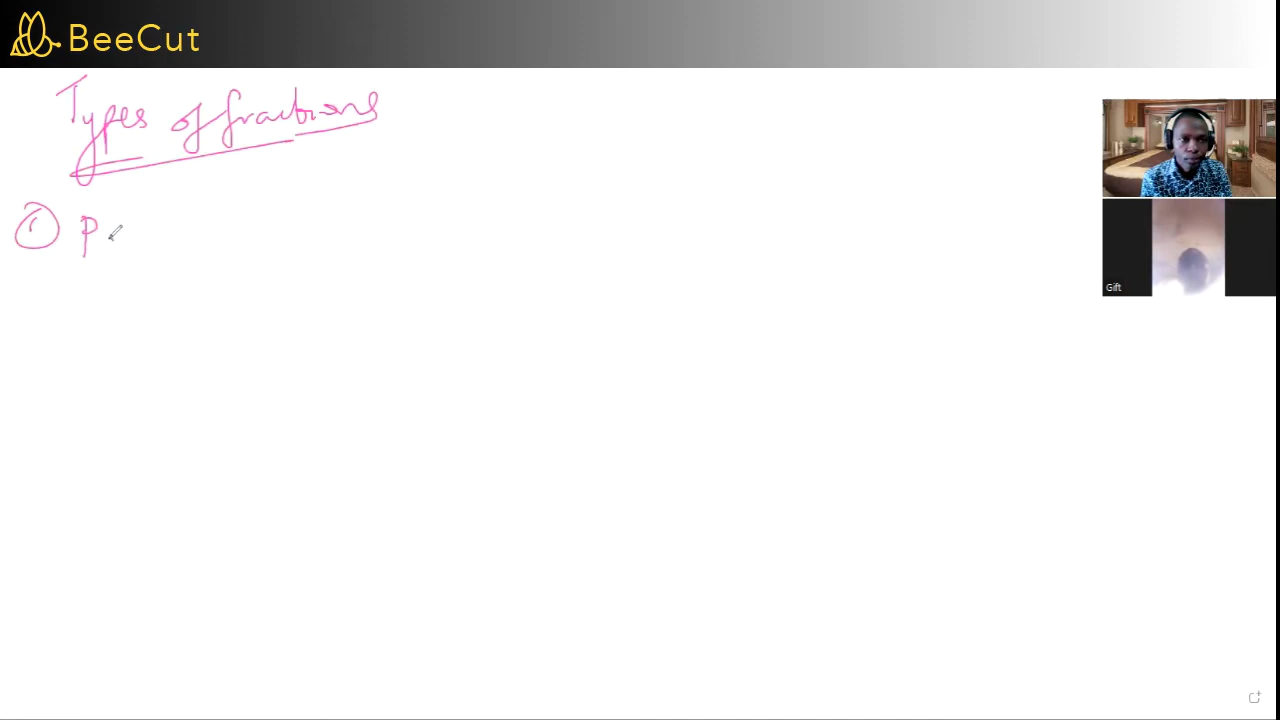 BeeCut
Types of fractions
① P
Gift